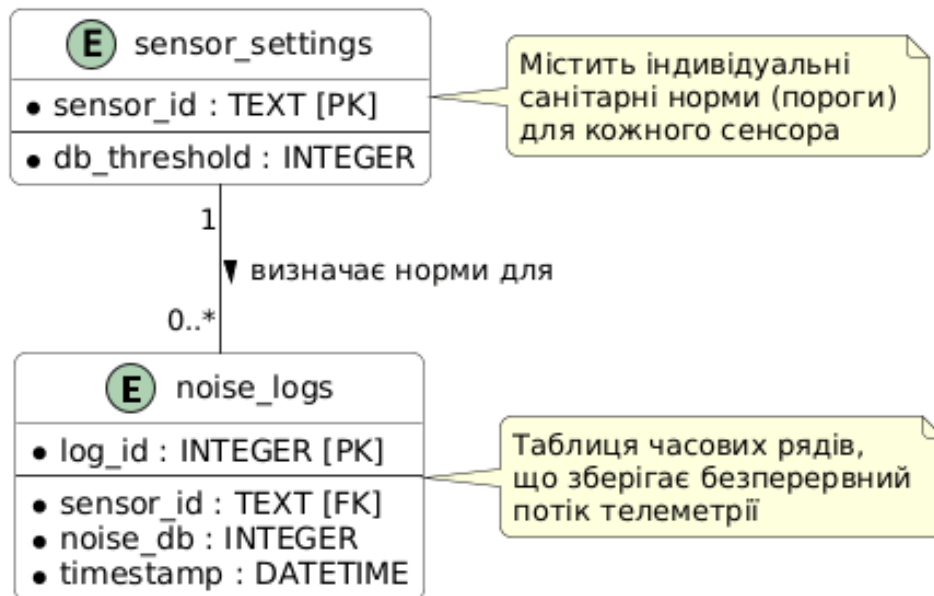 E sensor_settings
• sensor_id : TEXT [PK]
• db_threshold : INTEGER
Містить індивідуальні
санітарні норми (пороги)
для кожного сенсора
1
визначає норми для
0..*
E noise_logs
• log_id : INTEGER [PK]
• sensor_id : TEXT [FK]
• noise_db : INTEGER
• timestamp : DATETIME
Таблиця часових рядів,
що зберігає безперервний
потік телеметрії